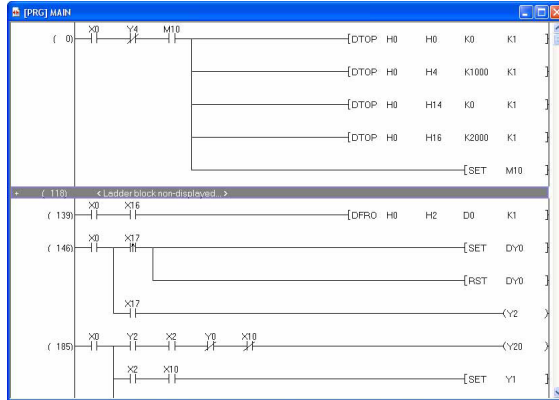 [PRG] MAIN
X0 Y4 M10
( 0) [DTOP H0 H0 K0 K1 ]
[DTOP H0 H4 K1000 K1 ]
[DTOP H0 H14 K0 K1 ]
[DTOP H0 H16 K2000 K1 ]
[SET M10 ]
+ ( 118) < Ladder block non-displayed...>
X0 X16
( 139) [DFRO H0 H2 D0 K1 ]
X0 X17
( 146) [SET DY0 ]
[RST DY0 ]
X17
(Y2 )
X0 Y2 X2 Y0 X10
( 185) (Y20 )
X2 X10
[SET Y1 ]